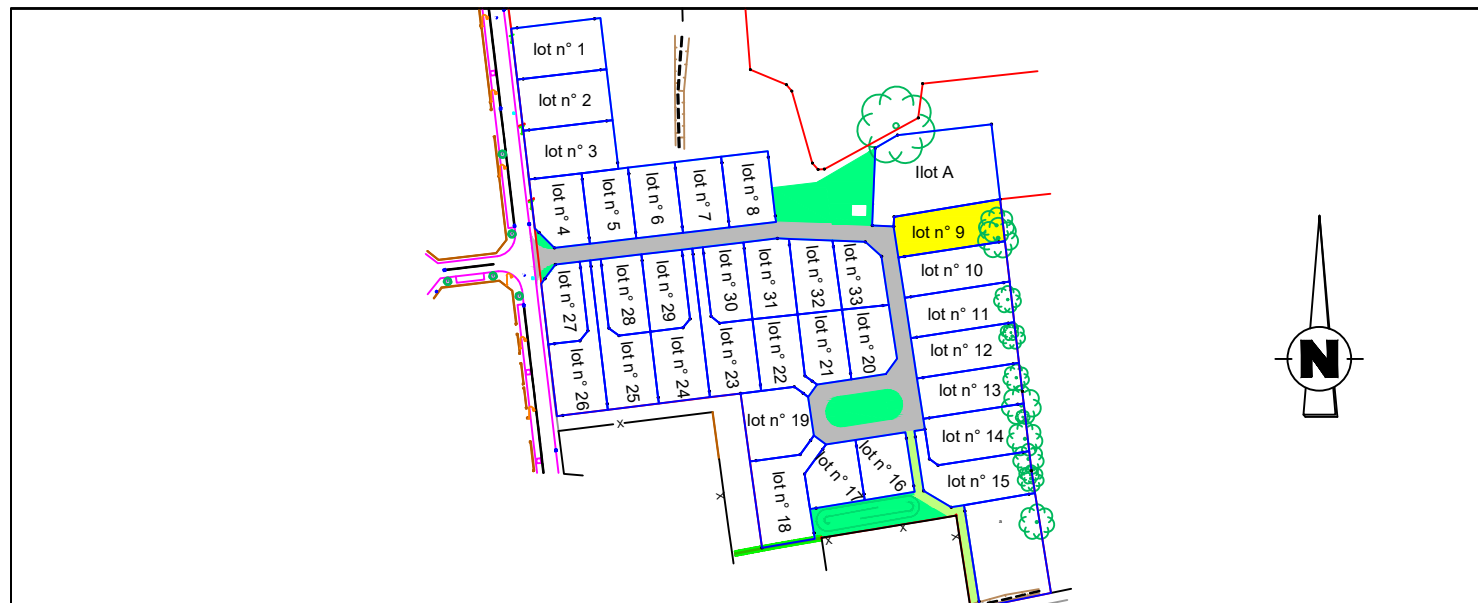 lot n° 1
lot n° 2
lot n° 3
lot n° 4
lot n° 5
lot n° 6
lot n° 7
lot n° 8
Ilot A
lot n° 9
lot n° 10
lot n° 11
lot n° 12
lot n° 13
lot n° 14
lot n° 15
lot n° 27
lot n° 28
lot n° 29
lot n° 30
lot n° 31
lot n° 32
lot n° 33
lot n° 26
lot n° 25
lot n° 24
lot n° 23
lot n° 22
lot n° 21
lot n° 20
lot n° 19
lot n° 18
lot n° 17
lot n° 16
N